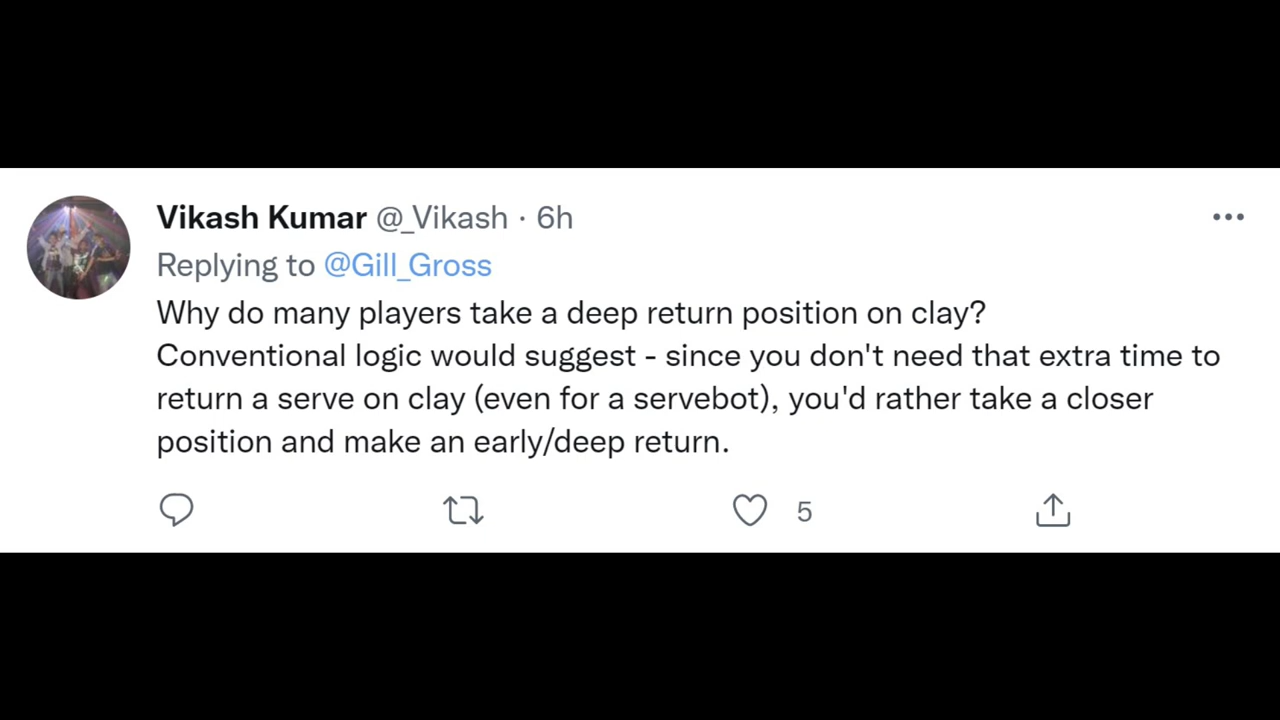 Vikash Kumar @_Vikash · 6h
Replying to @Gill_Gross
Why do many players take a deep return position on clay?
Conventional logic would suggest - since you don't need that extra time to
return a serve on clay (even for a servebot), you'd rather take a closer
position and make an early/deep return.
5